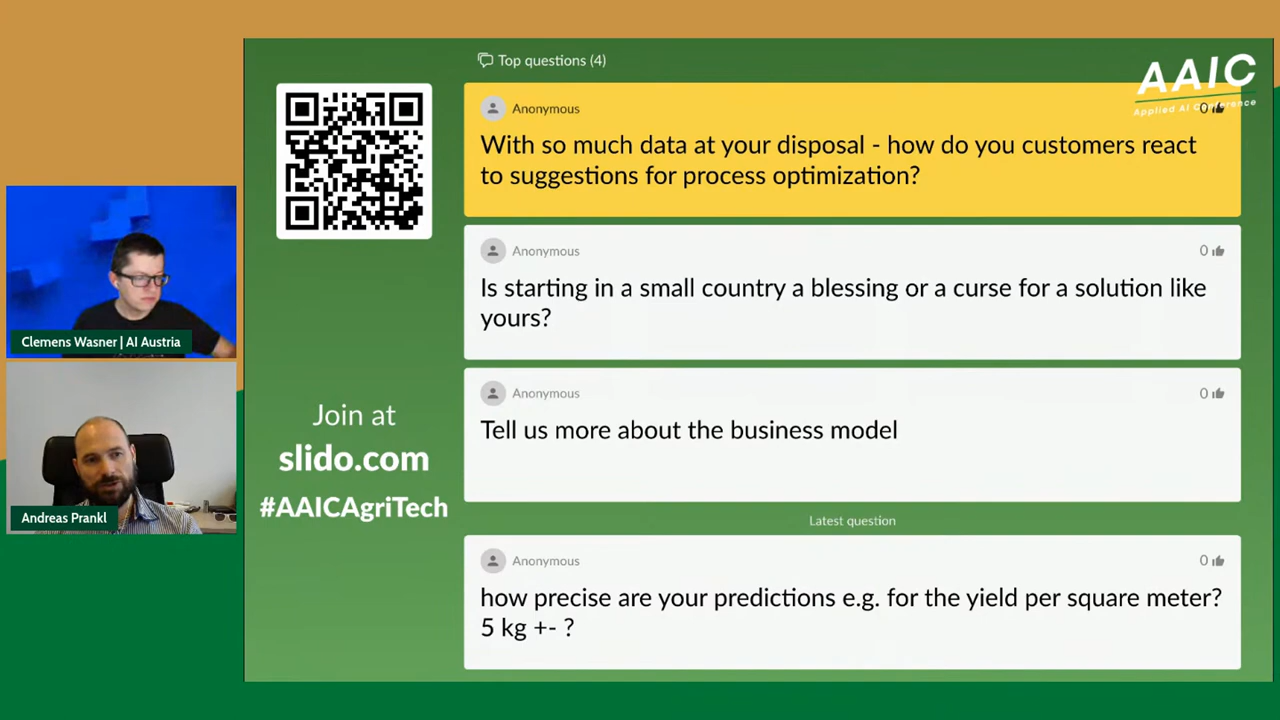 Top questions (4)
AAIC
Applied AI Conference
Anonymous
0
With so much data at your disposal - how do you customers react
to suggestions for process optimization?
Anonymous
0
Is starting in a small country a blessing or a curse for a solution like
yours?
Anonymous
0
Tell us more about the business model
Latest question
Anonymous
0
how precise are your predictions e.g. for the yield per square meter?
5 kg +- ?
Join at
slido.com
#AAICAgriTech
Clemens Wasner | AI Austria
Andreas Prankl